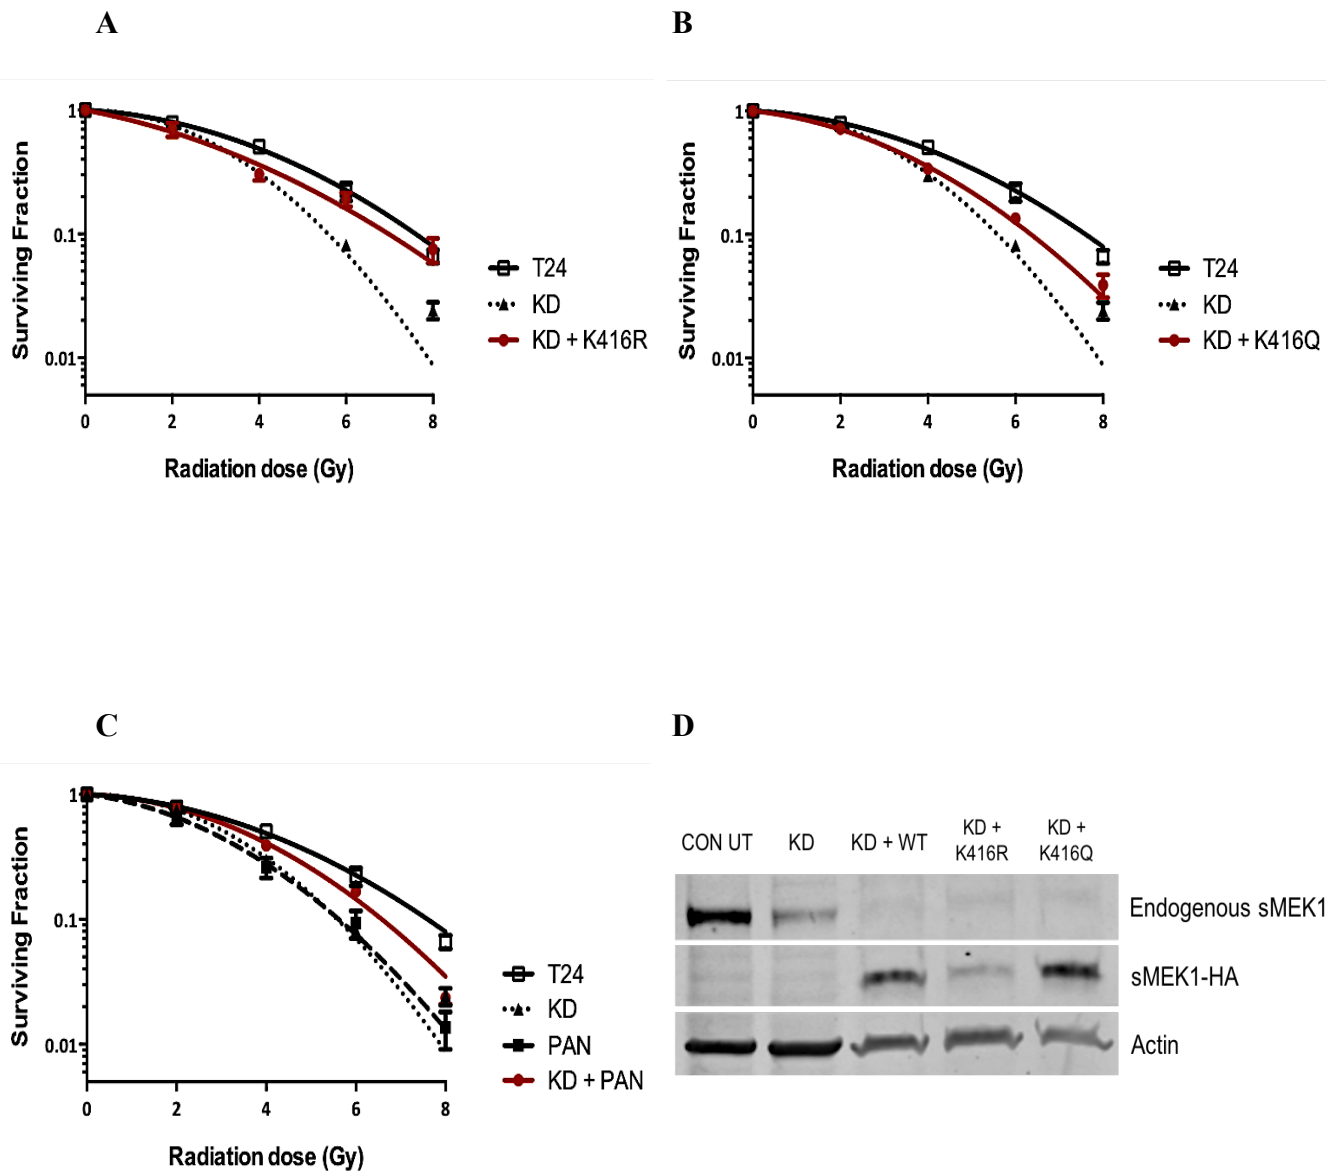 A
1
0.1
0.01
Surviving Fraction
0 2 4 6 8
Radiation dose (Gy)
T24
KD
KD + K416R
B
1
0.1
0.01
Surviving Fraction
0 2 4 6 8
Radiation dose (Gy)
T24
KD
KD + K416Q
C
1
0.1
0.01
Surviving Fraction
0 2 4 6 8
Radiation dose (Gy)
T24
KD
PAN
KD + PAN
D
CON UT KD KD + WT KD + K416R KD + K416Q
Endogenous sMEK1
sMEK1-HA
Actin